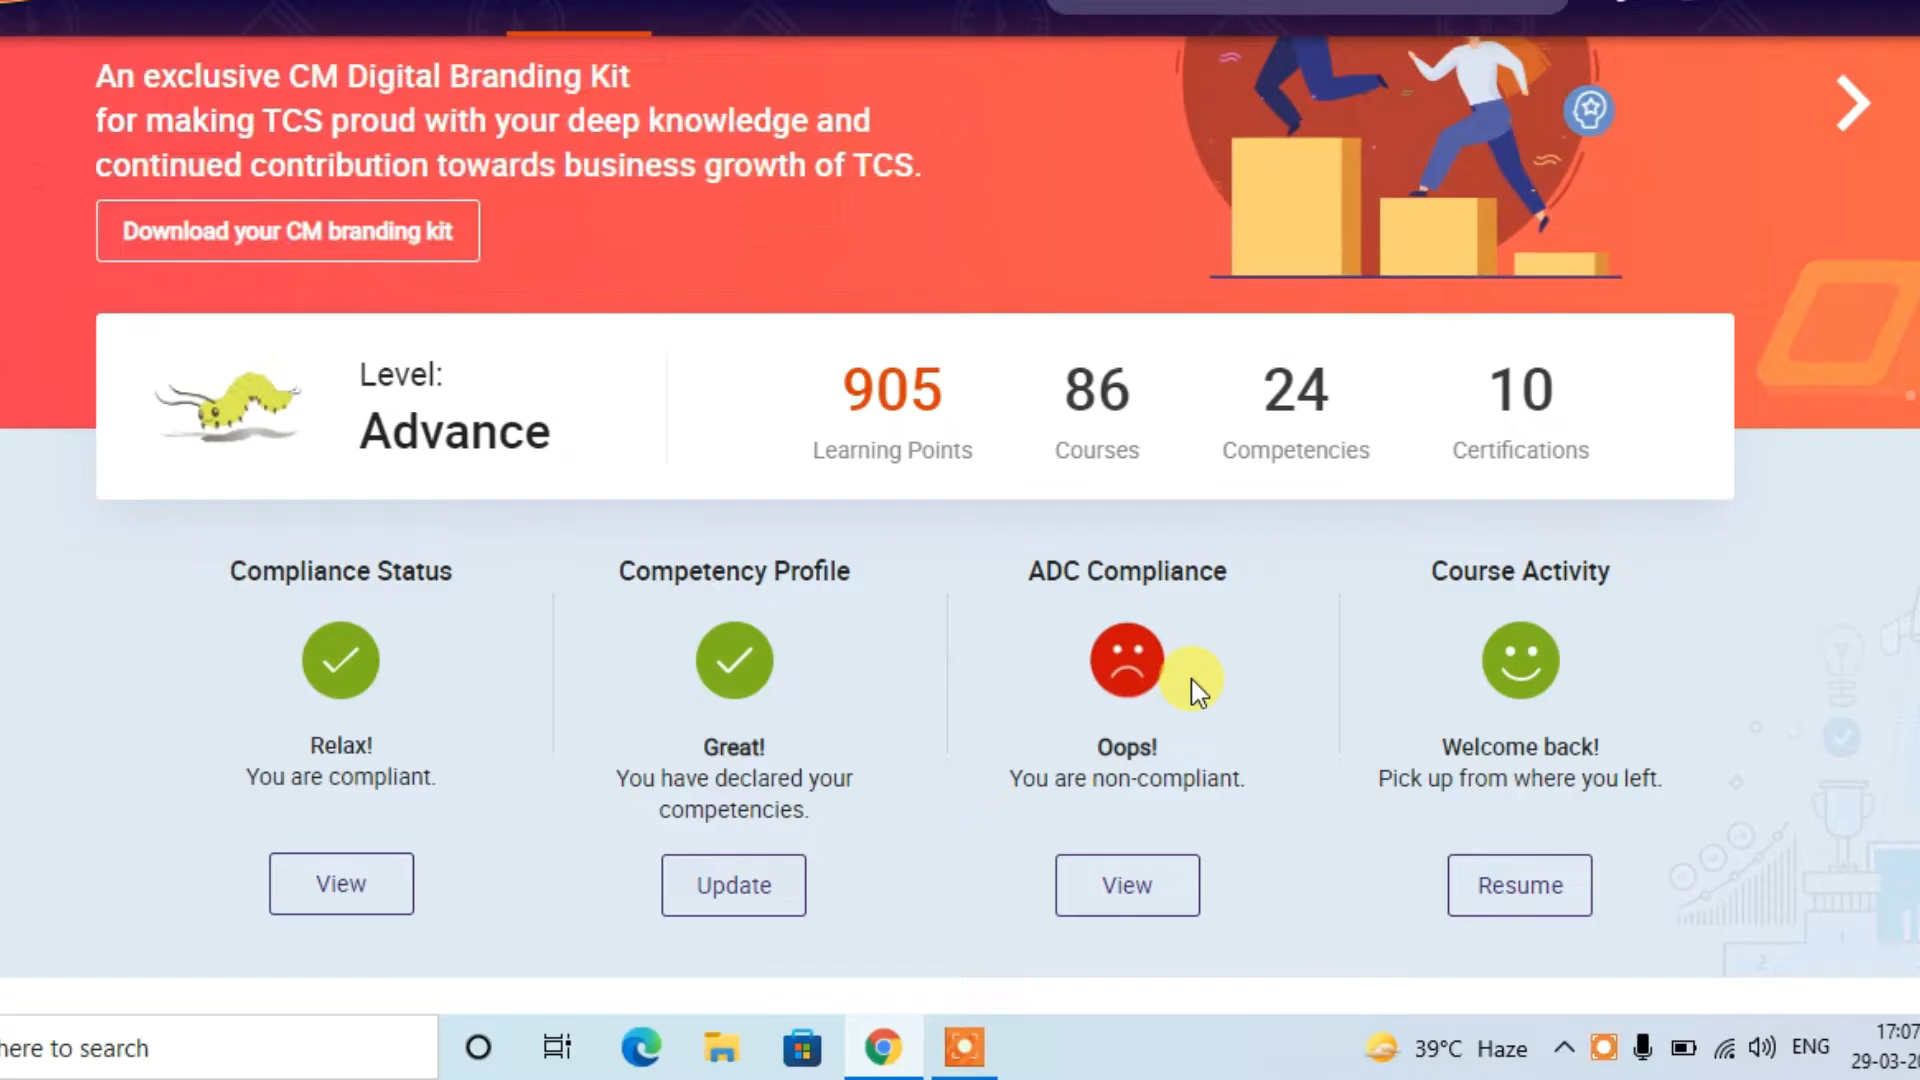 An exclusive CM Digital Branding Kit
for making TCS proud with your deep knowledge and
continued contribution towards business growth of TCS.
Download your CM branding kit
Level:
Advance
905
Learning Points
86
Courses
24
Competencies
10
Certifications
Compliance Status
Relax!
You are compliant.
View
Competency Profile
Great!
You have declared your
competencies.
Update
ADC Compliance
Oops!
You are non-compliant.
View
Course Activity
Welcome back!
Pick up from where you left.
Resume
here to search
39°C Haze
ENG
17:07
29-03-20